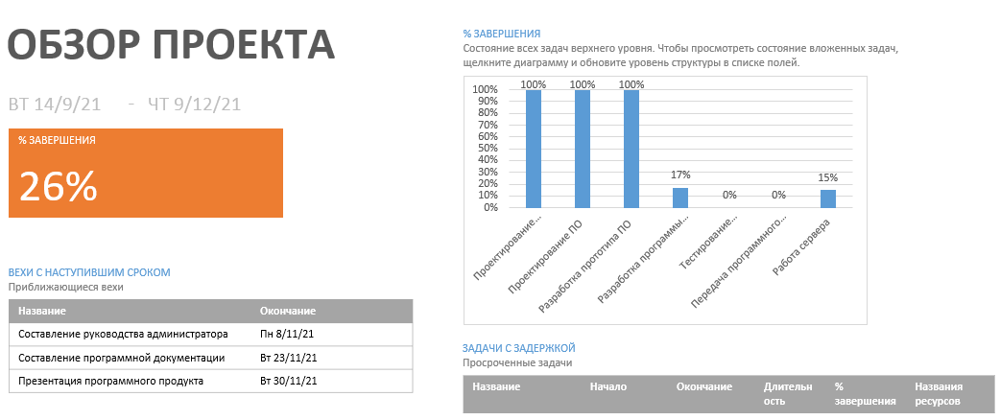 ОБЗОР ПРОЕКТА
ВТ 14/9/21 - ЧТ 9/12/21
% ЗАВЕРШЕНИЯ
26%
ВЕХИ С НАСТУПИВШИМ СРОКОМ
Приближающиеся вехи
Название Окончание
Составление руководства администратора Пн 8/11/21
Составление программной документации Вт 23/11/21
Презентация программного продукта Вт 30/11/21
% ЗАВЕРШЕНИЯ
Состояние всех задач верхнего уровня. Чтобы просмотреть состояние вложенных задач,
щелкните диаграмму и обновите уровень структуры в списке полей.
100%
90%
80%
70%
60%
50%
40%
30%
20%
10%
0%
100% 100% 100% 17% 0% 0% 15%
Проектирование...
Проектирование ПО
Разработка прототипа ПО
Разработка программы...
Тестирование...
Передача программного...
Работа сервера
ЗАДАЧИ С ЗАДЕРЖКОЙ
Просроченные задачи
Название Начало Окончание Длительн % Названия
ость завершения ресурсов